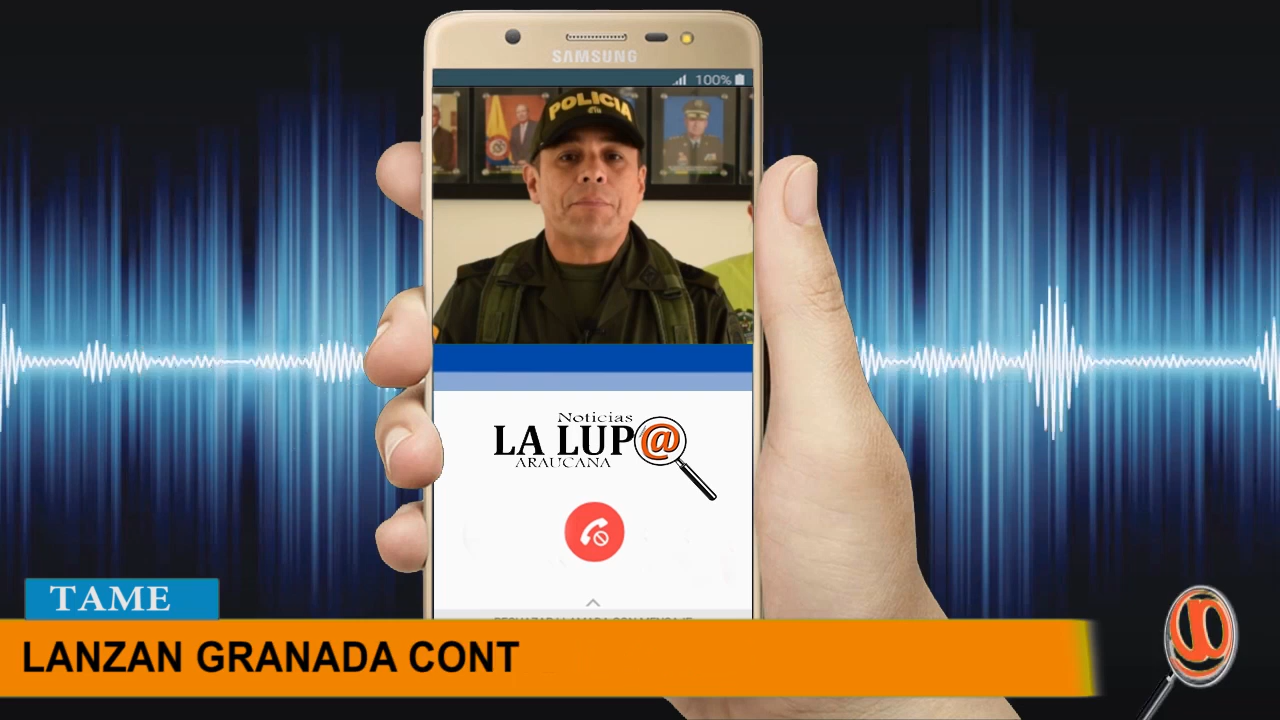 SAMSUNG
100%
POLICIA
Noticias
LA LUP@
ARAUCANA
TAME
LANZAN GRANADA CONT